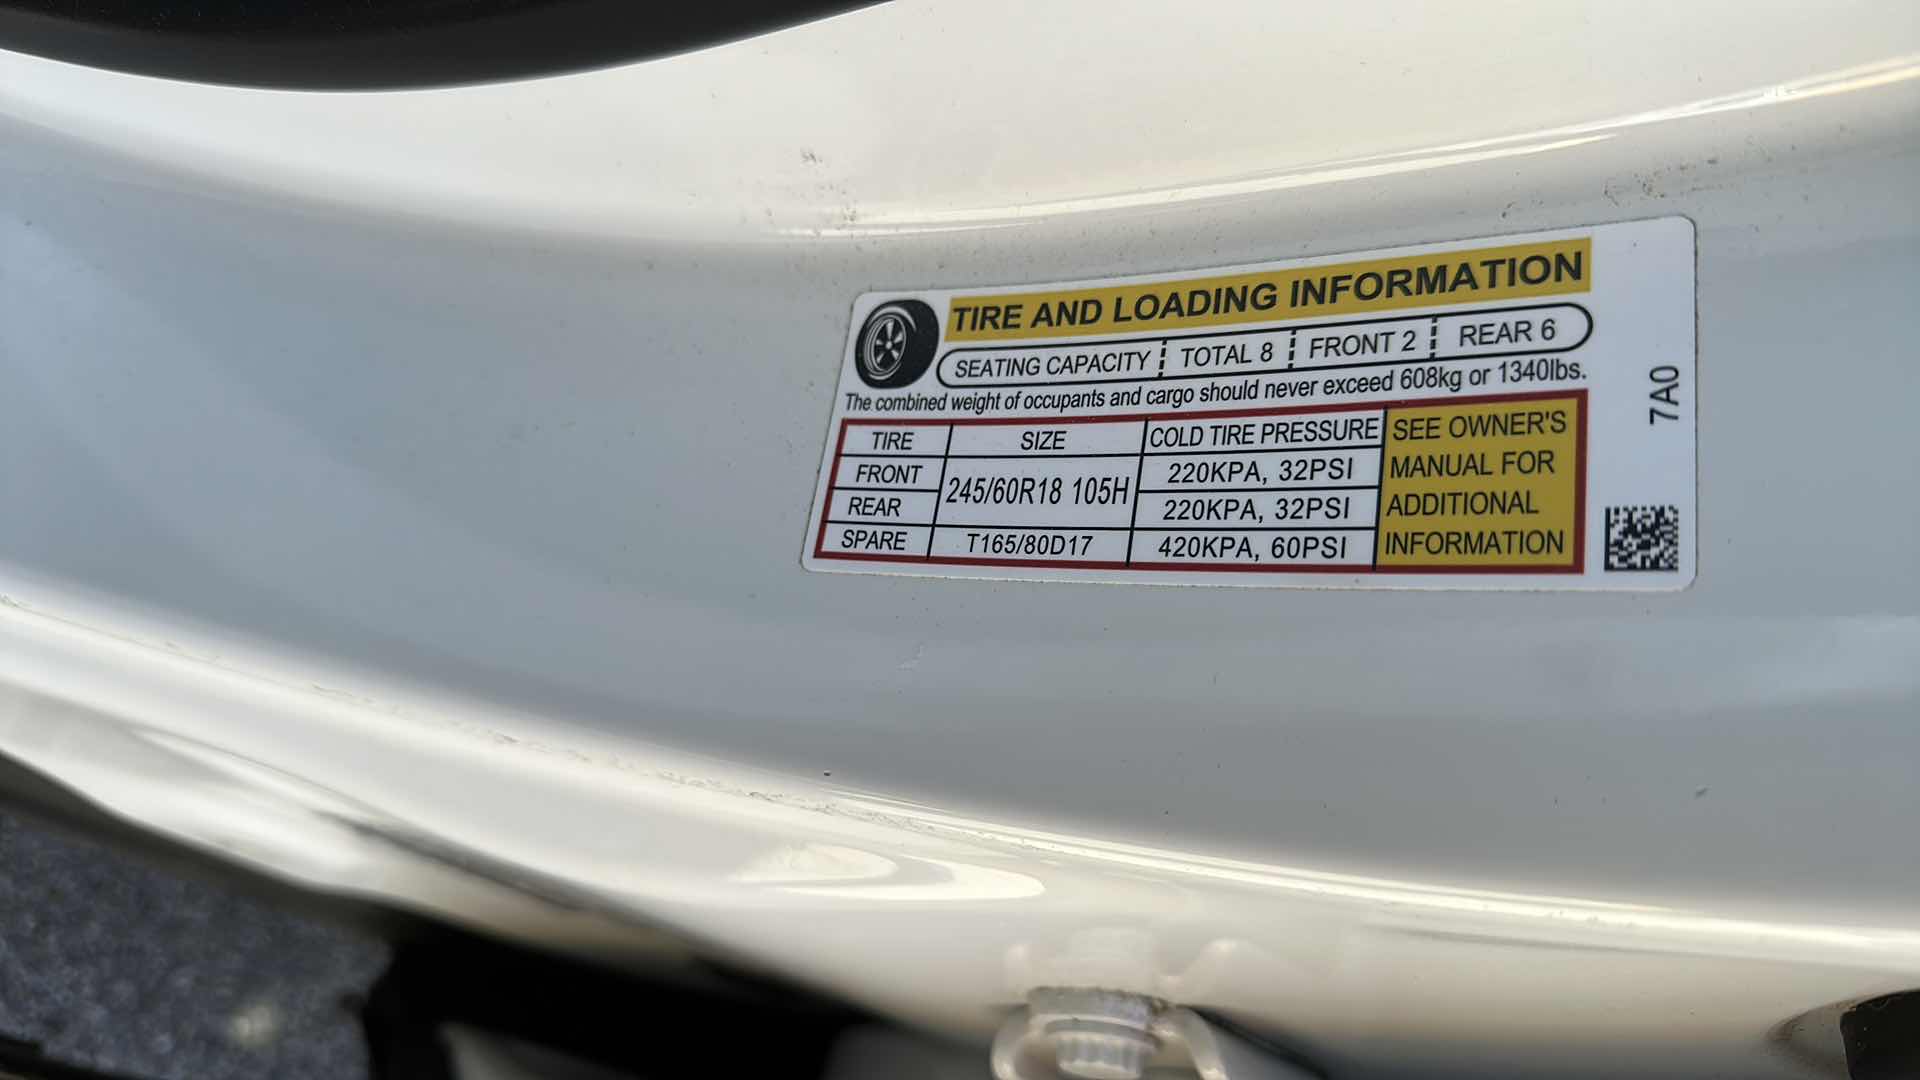 TIRE AND LOADING INFORMATION
SEATING CAPACITY TOTAL 8 FRONT 2 REAR 6
The combined weight of occupants and cargo should never exceed 608kg or 1340lbs.
TIRE SIZE COLD TIRE PRESSURE
FRONT 245/60R18 105H 220KPA, 32PSI
REAR 220KPA, 32PSI
SPARE T165/80D17 420KPA, 60PSI
SEE OWNER'S
MANUAL FOR
ADDITIONAL
INFORMATION
7A0